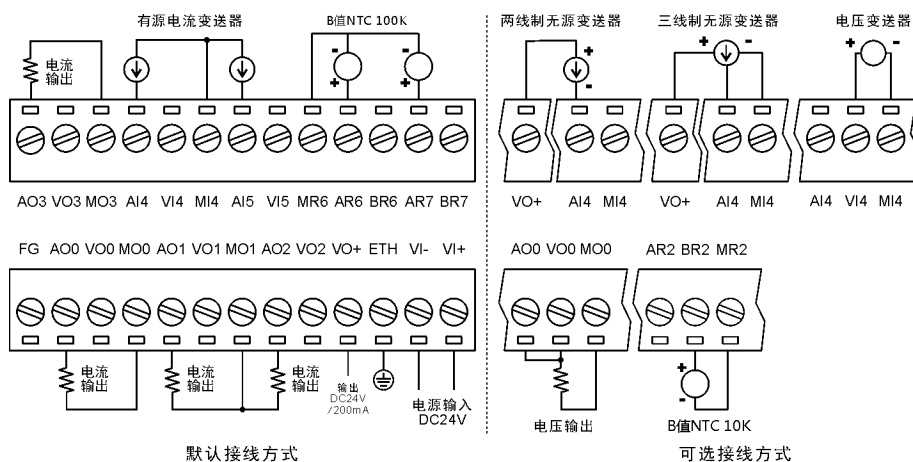 有源电流变送器 B值NTC 100K 两线制无源变送器 三线制无源变送器 电压变送器
电流
输出
- - + + + - + - + -
AO3 VO3 MO3 AI4 VI4 MI4 AI5 VI5 MR6 AR6 BR6 AR7 BR7 VO+ AI4 MI4 VO+ AI4 MI4 AI4 VI4 MI4
FG AO0 VO0 MO0 AO1 VO1 MO1 AO2 VO2 VO+ ETH VI- VI+ AO0 VO0 MO0 AR2 BR2 MR2
电流
输出
电流
输出
电流
输出
输出
DC24V
/200mA
电源输入
DC24V
电压输出
+
-
B值NTC 10K
默认接线方式 可选接线方式